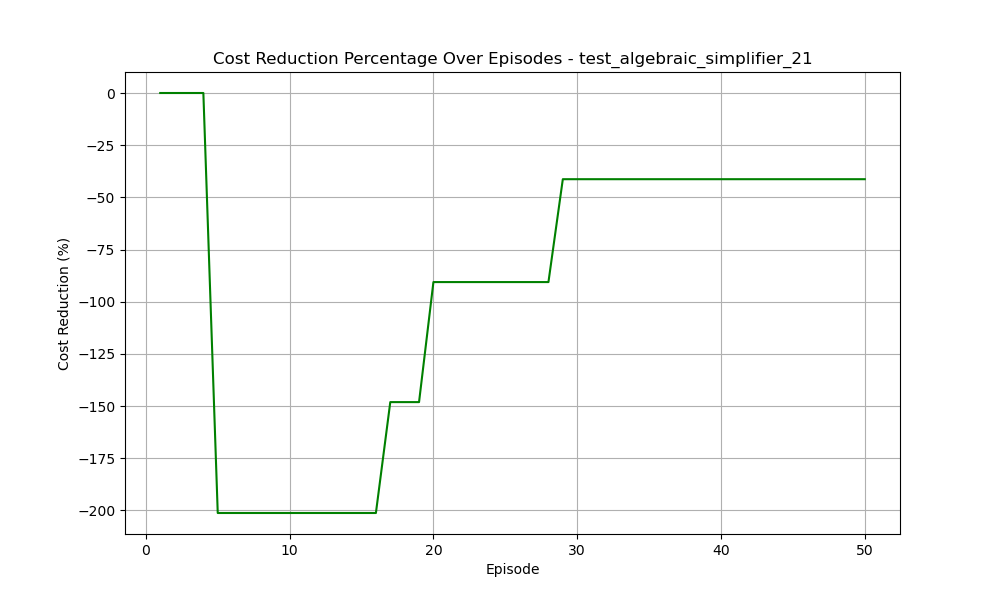 Cost Reduction Percentage Over Episodes - test_algebraic_simplifier_21
Cost Reduction (%)
0
−25
−50
−75
−100
−125
−150
−175
−200
0 10 20 30 40 50
Episode